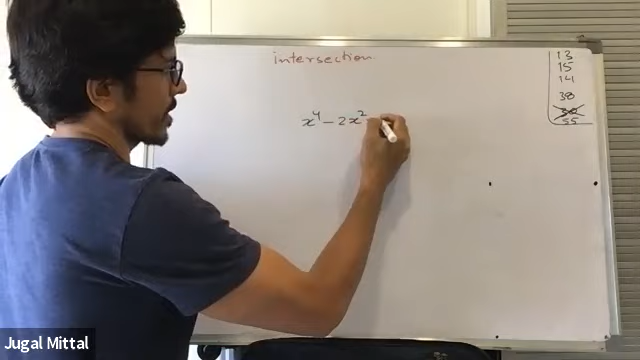 intersection
x⁴ - 2x²
13
15
14
38
55
Jugal Mittal